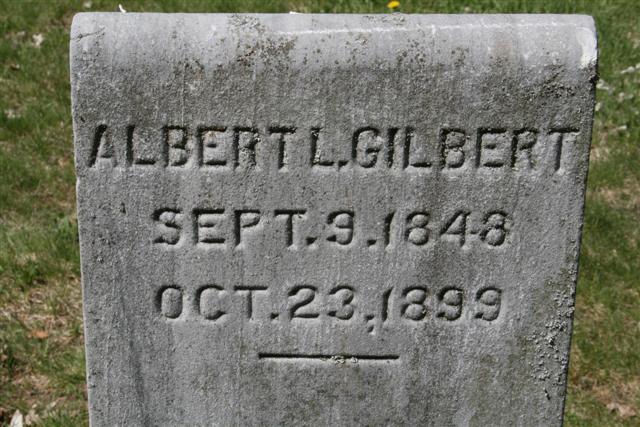 ALBERT L. GILBERT
SEPT. 9. 1848
OCT. 23, 1899